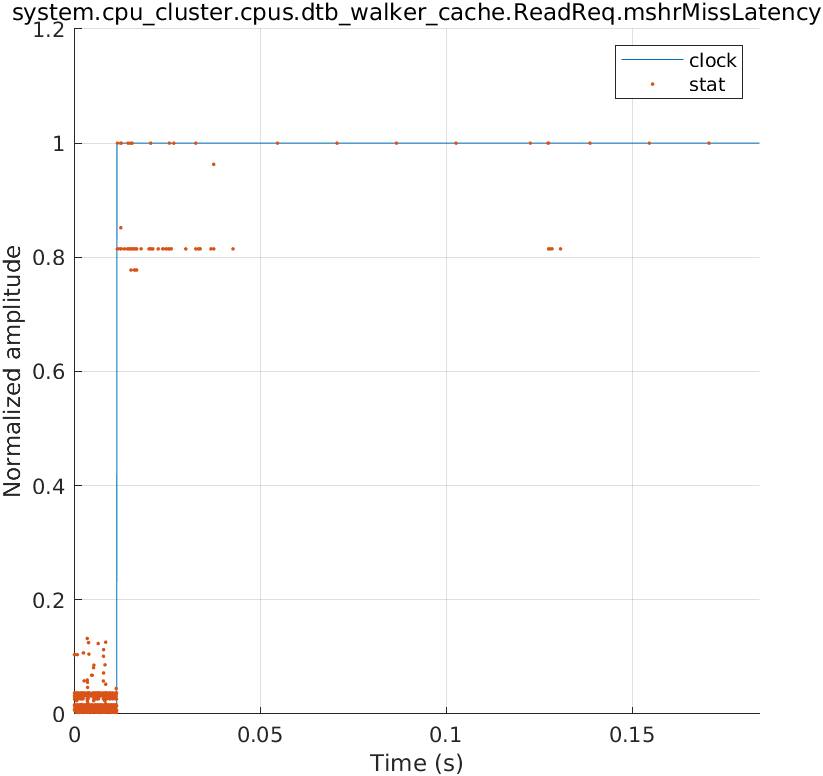 system.cpu_cluster.cpus.dtb_walker_cache.ReadReq.mshrMissLatency
1.2
1
0.8
0.6
0.4
0.2
0
Normalized amplitude
clock
stat
0
0.05
0.1
0.15
Time (s)